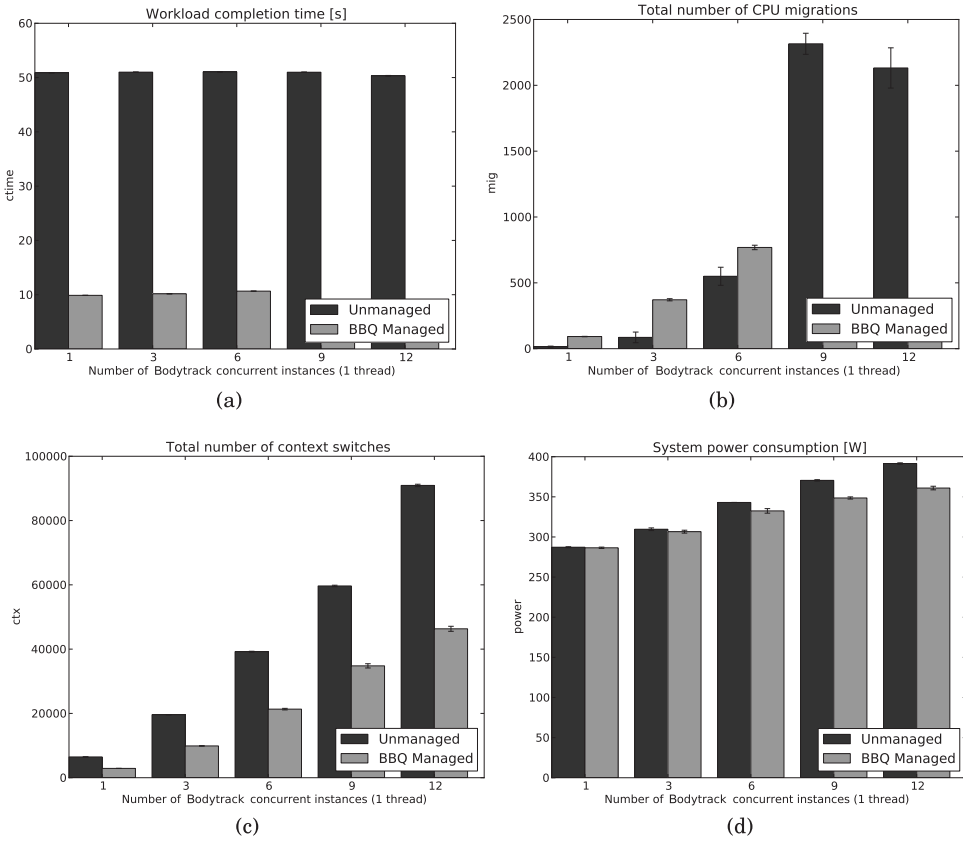 Workload completion time [s]
60
50
40
30
20
10
0
ctime
Unmanaged
BBQ Managed
1 3 6 9 12
Number of Bodytrack concurrent instances (1 thread)
(a)
Total number of CPU migrations
2500
2000
1500
1000
500
0
mig
Unmanaged
BBQ Managed
1 3 6 9 12
Number of Bodytrack concurrent instances (1 thread)
(b)
Total number of context switches
100000
80000
60000
40000
20000
0
ctx
Unmanaged
BBQ Managed
1 3 6 9 12
Number of Bodytrack concurrent instances (1 thread)
(c)
System power consumption [W]
400
350
300
250
200
150
100
50
0
power
Unmanaged
BBQ Managed
1 3 6 9 12
Number of Bodytrack concurrent instances (1 thread)
(d)